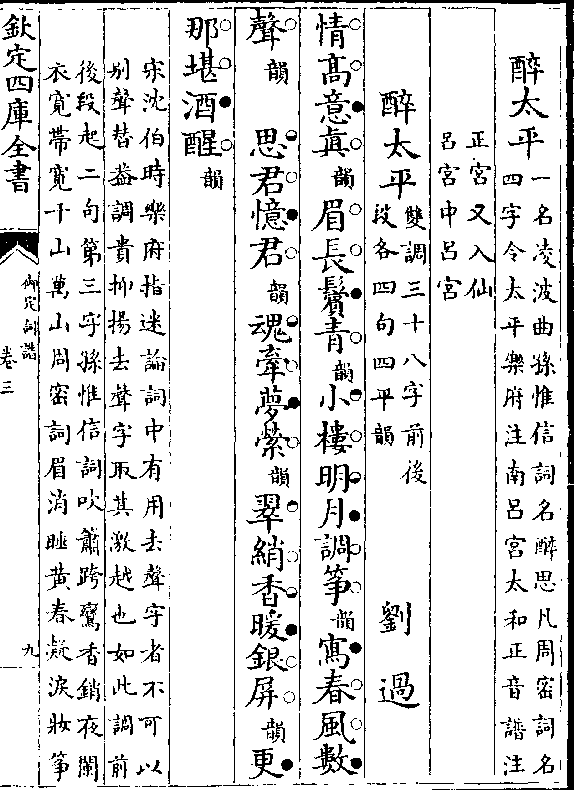 醉太平
一名凌波曲孫惟信詞名醉思凡周密詞名
四字令太平樂府注南呂宮太和正音譜注
正宮又入仙
呂宮中呂宮
醉太平
雙調三十八字前後
段各四句四平韻
劉過
情髙意真韻眉長鬢青韻小樓明月調筝韻寫春風數
聲韻思君憶君韻魂牽夢縈韻翠綃香暖銀屏韻更
那堪酒醒韻
宋沈伯時樂府指迷論詞中有用去聲字者不可以
别聲替蓋調貴抑揚去聲字取其激越也如此調前
後段起二句第三字孫惟信詞吹簫跨鸞香銷夜闌
衣寛帶寛千山萬山周密詞眉消睡黄春凝淚妝筝
欽定四庫全書
御定詞譜
卷三
九